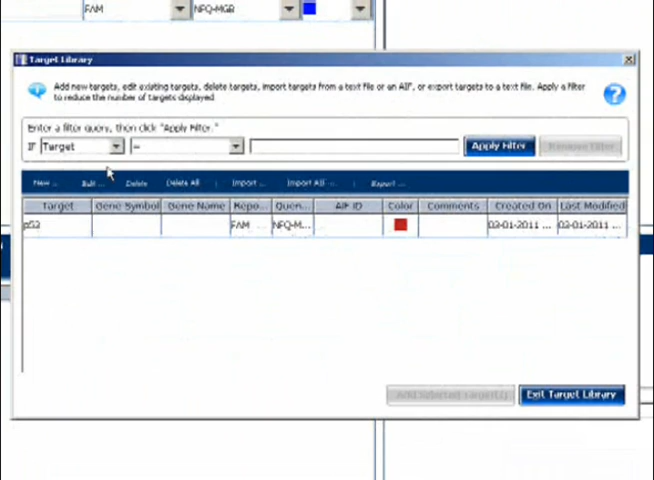 FAM NFQ-MGB
Target Library
Add new targets, edit existing targets, delete targets, import targets from a text file or an AIF, or export targets to a text file. Apply a filter
to reduce the number of targets displayed.
Enter a filter query, then click "Apply Filter."
IF Target = Apply Filter Remove Filter
New ... Edit ... Delete Delete All Import ... Import AIF ... Export ...
Target Gene Symbol Gene Name Repo... Quen... AIF ID Color Comments Created On Last Modified
p53 FAM ... NFQ-M... 03-01-2011 ... 03-01-2011 ...
Add Selected Target(s) Exit Target Library